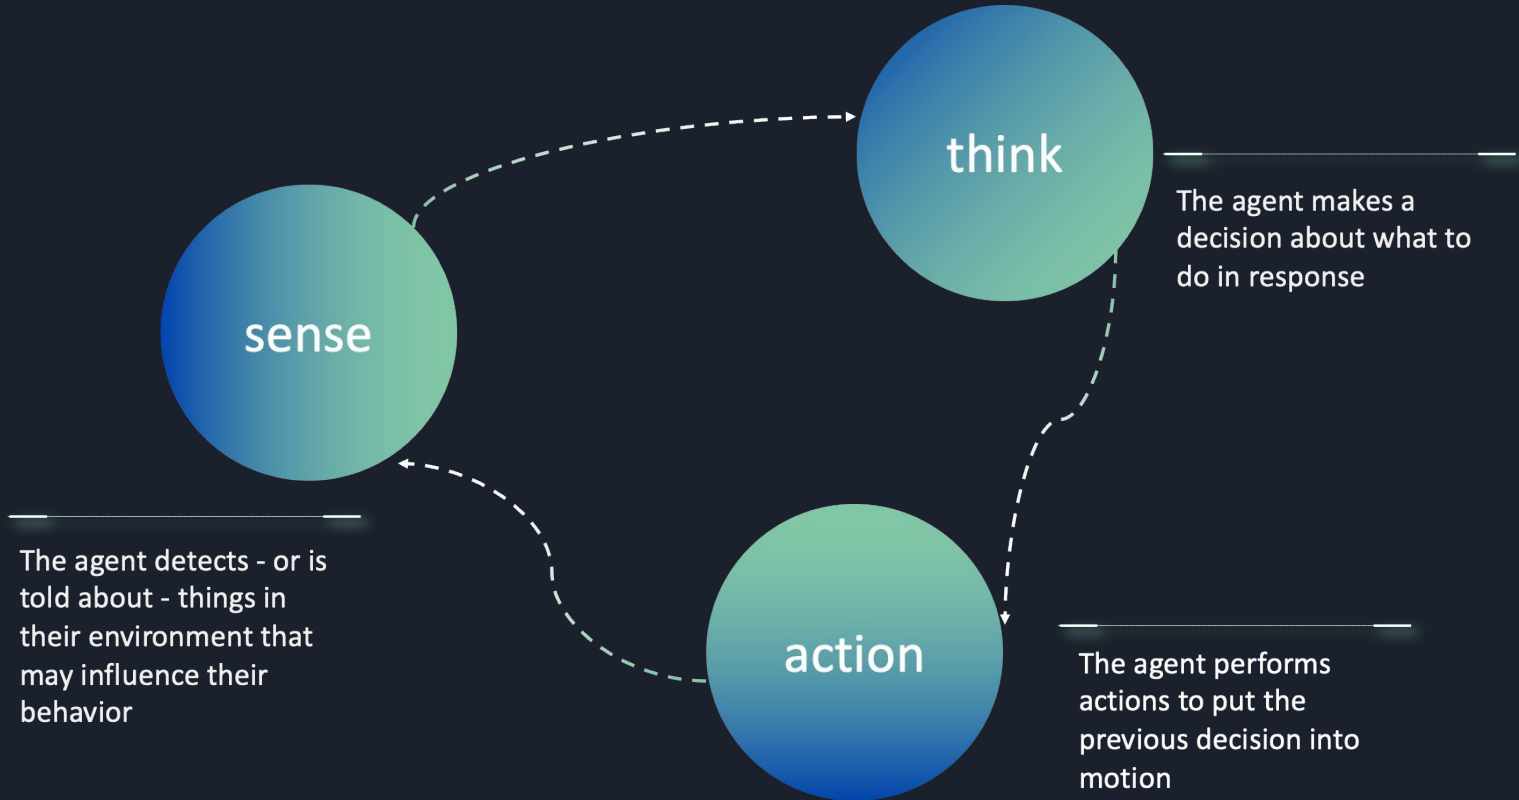 think
The agent makes a
decision about what to
do in response
sense
The agent detects - or is
told about - things in
their environment that
may influence their
behavior
action
The agent performs
actions to put the
previous decision into
motion